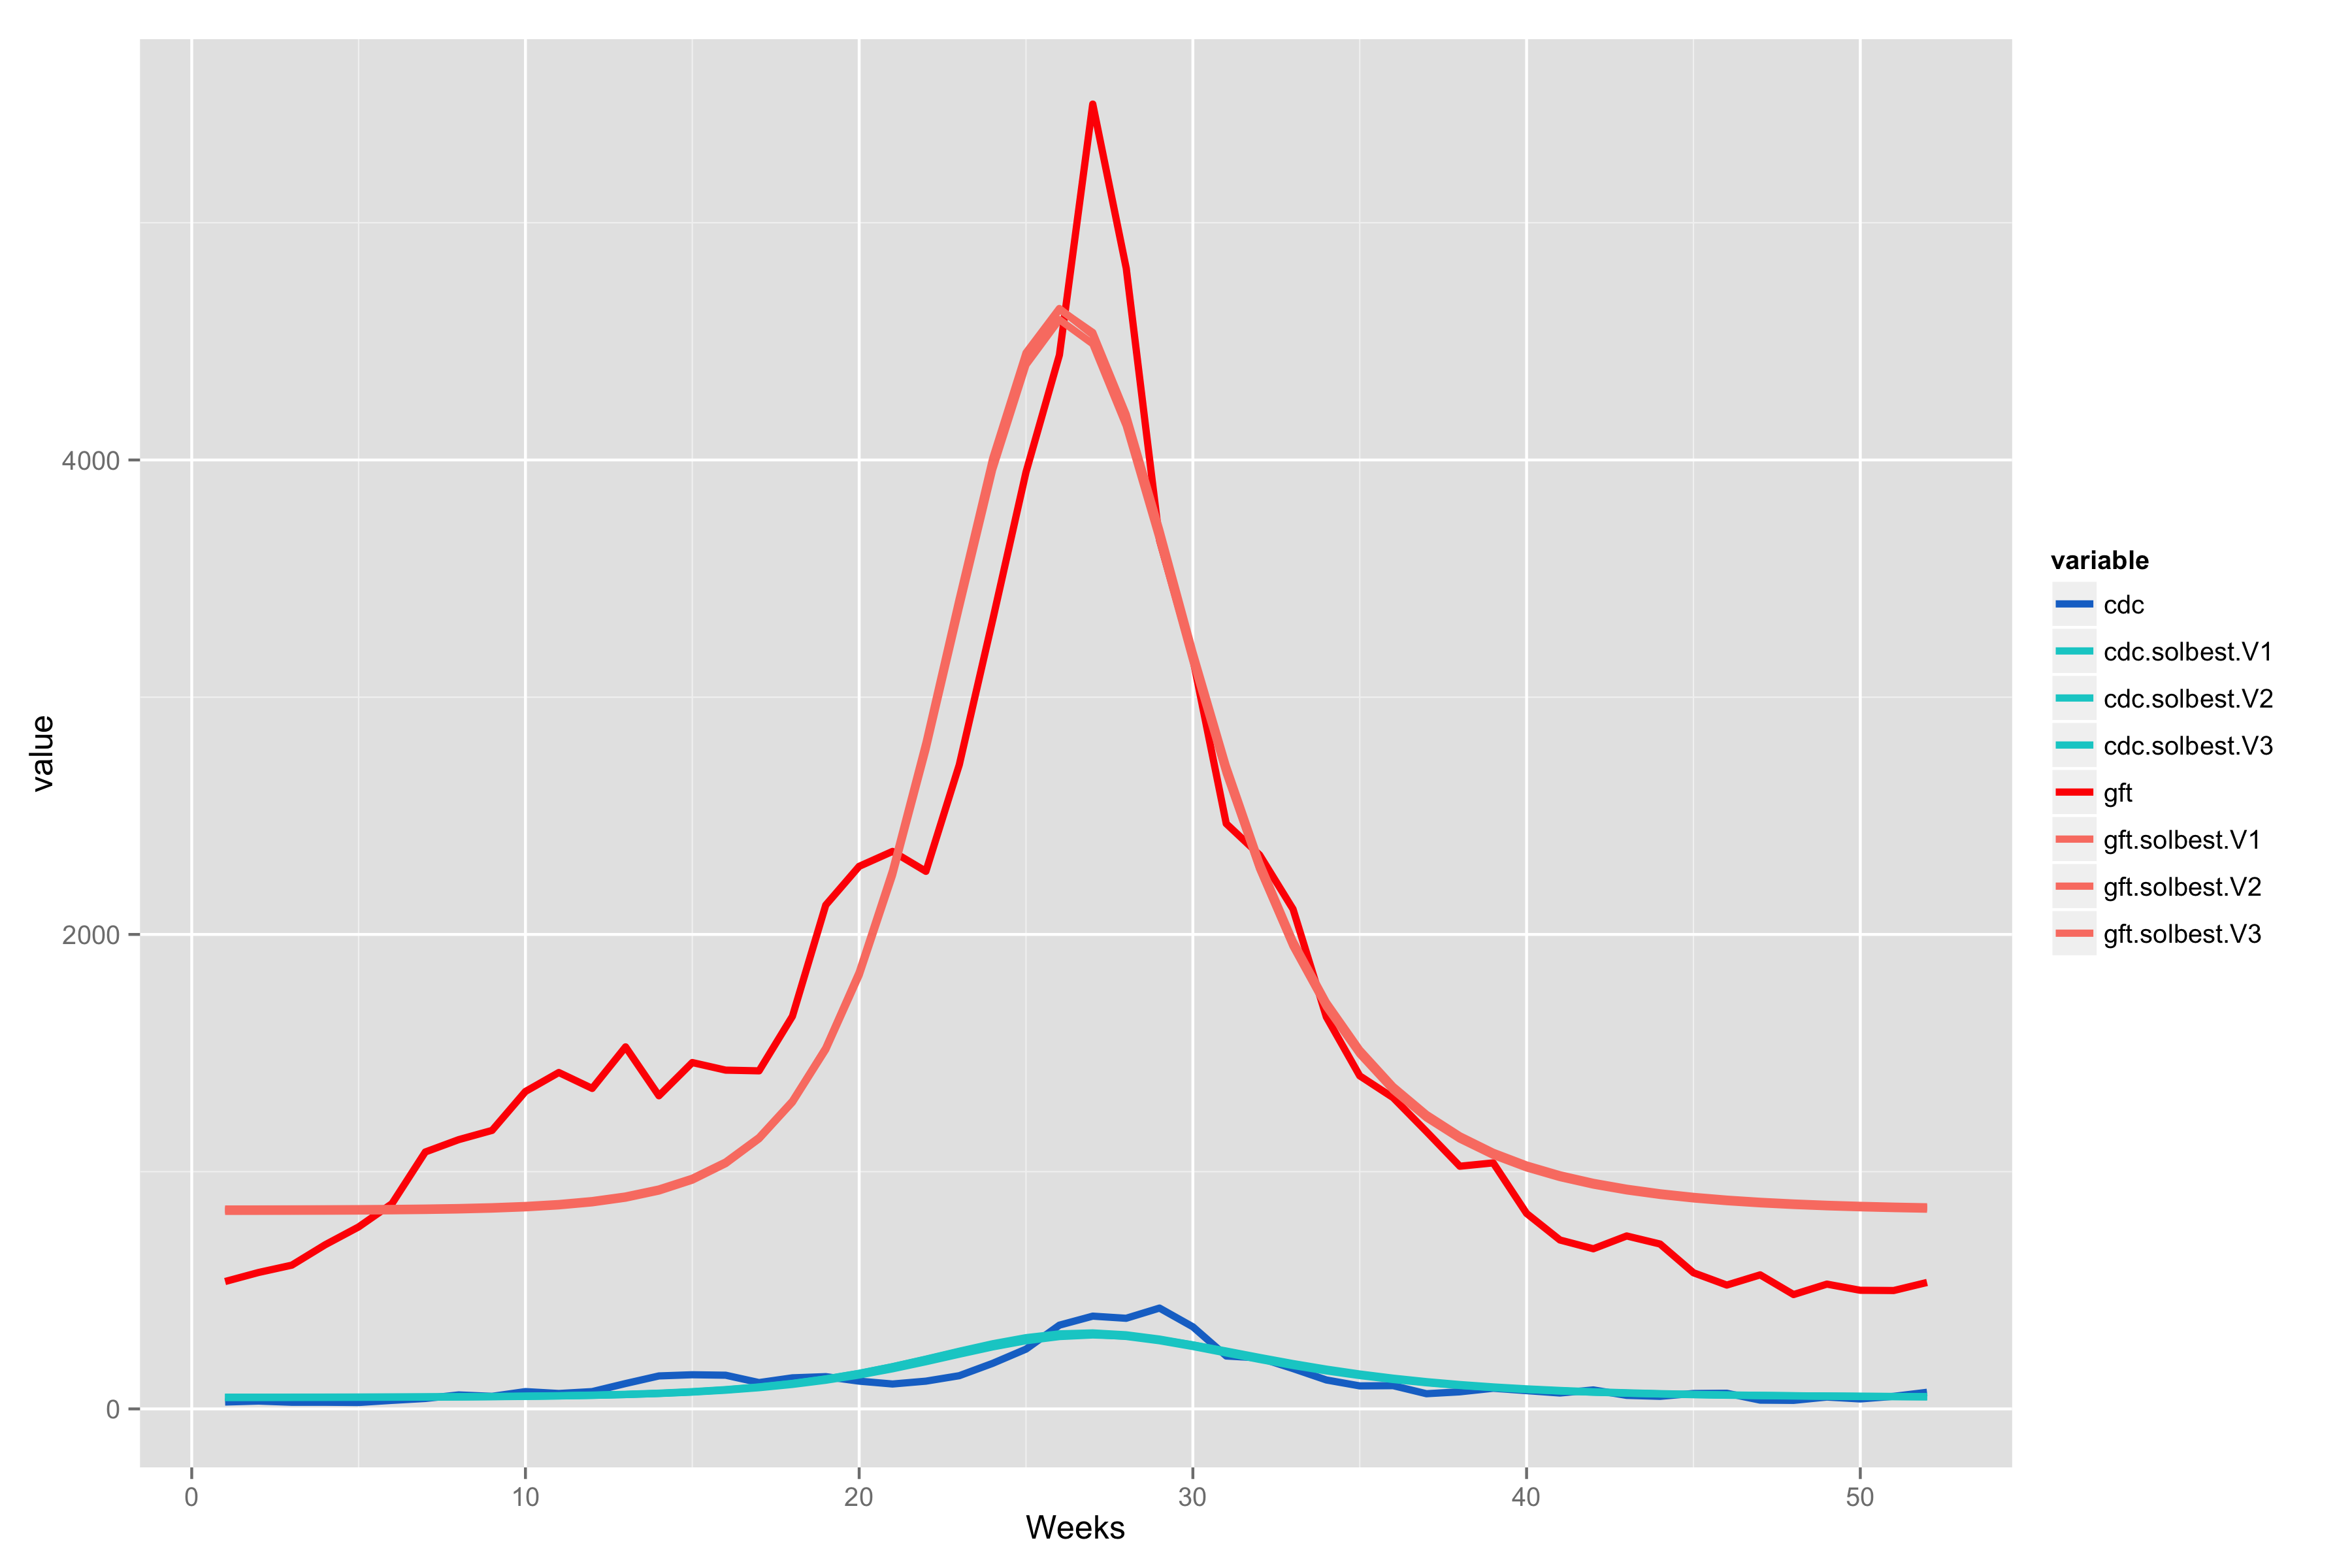 4000
2000
0
value
0 10 20 30 40 50
Weeks
variable
cdc
cdc.solbest.V1
cdc.solbest.V2
cdc.solbest.V3
gft
gft.solbest.V1
gft.solbest.V2
gft.solbest.V3